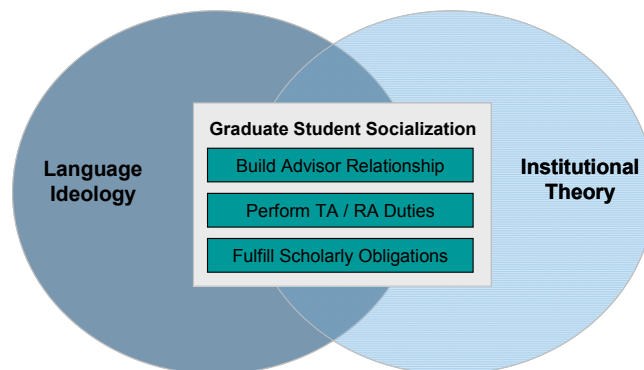 Graduate Student Socialization
Language
Ideology
Build Advisor Relationship
Perform TA / RA Duties
Fulfill Scholarly Obligations
Institutional
Theory